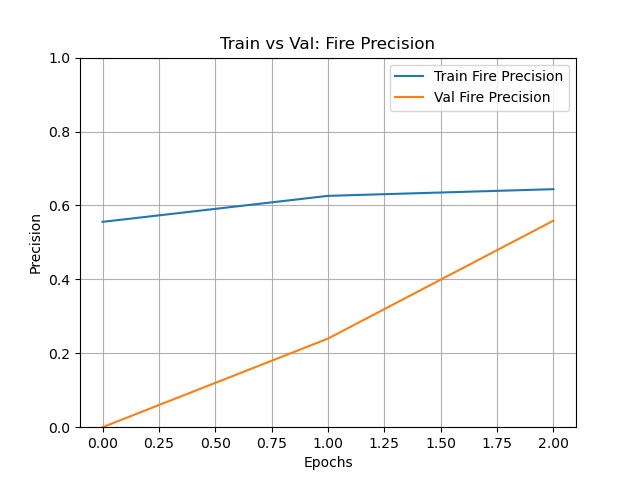 Train vs Val: Fire Precision
1.0
0.8
0.6
0.4
0.2
0.0
Precision
Train Fire Precision
Val Fire Precision
0.00 0.25 0.50 0.75 1.00 1.25 1.50 1.75 2.00
Epochs